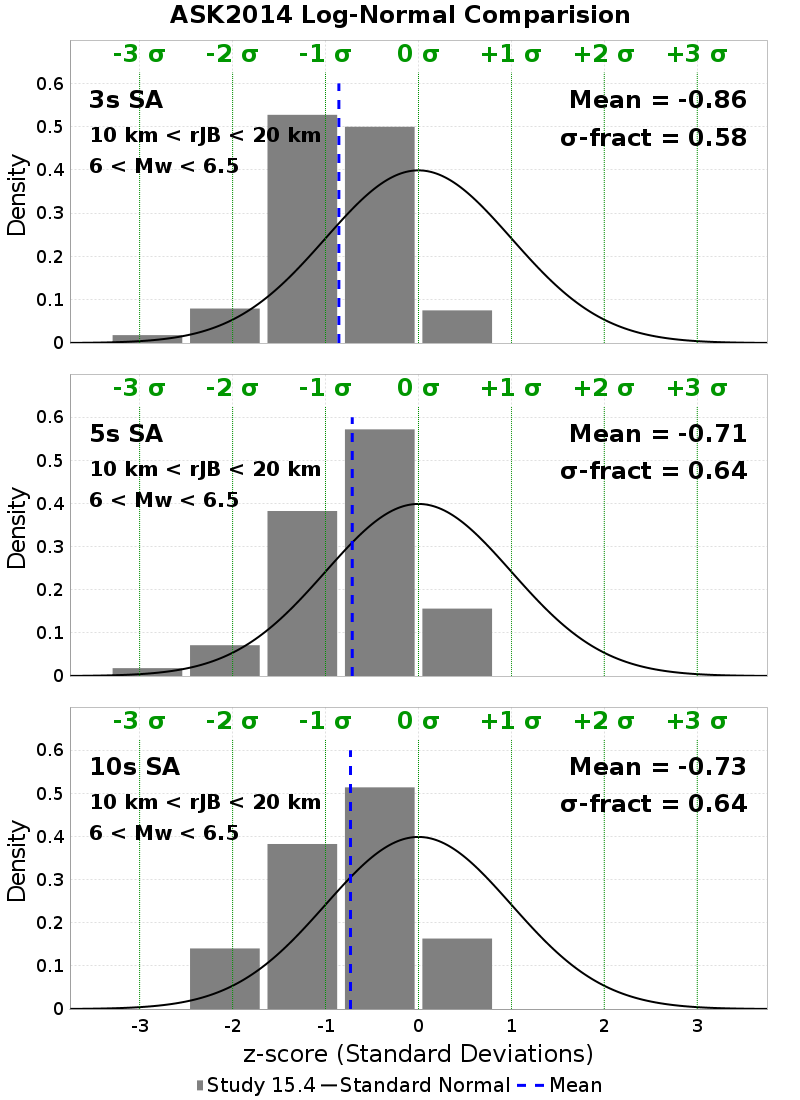 ASK2014 Log-Normal Comparision
-3 σ -2 σ -1 σ 0 σ +1 σ +2 σ +3 σ
3s SA
10 km < rJB < 20 km
6 < Mw < 6.5
Mean = -0.86
σ-fract = 0.58
Density
0.6
0.5
0.4
0.3
0.2
0.1
0
-3 σ -2 σ -1 σ 0 σ +1 σ +2 σ +3 σ
5s SA
10 km < rJB < 20 km
6 < Mw < 6.5
Mean = -0.71
σ-fract = 0.64
Density
0.6
0.5
0.4
0.3
0.2
0.1
0
-3 σ -2 σ -1 σ 0 σ +1 σ +2 σ +3 σ
10s SA
10 km < rJB < 20 km
6 < Mw < 6.5
Mean = -0.73
σ-fract = 0.64
Density
0.6
0.5
0.4
0.3
0.2
0.1
0
-3 -2 -1 0 1 2 3
z-score (Standard Deviations)
Study 15.4 Standard Normal Mean